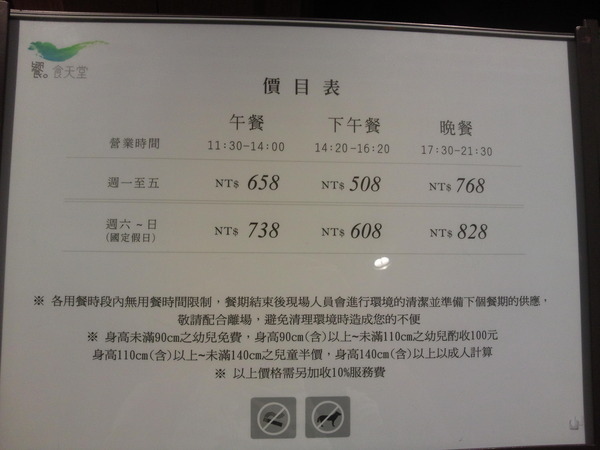 饗。食天堂
價目表
午餐 下午餐 晚餐
營業時間 11:30-14:00 14:20-16:20 17:30-21:30
週一至五 NT$ 658 NT$ 508 NT$ 768
週六~日 NT$ 738 NT$ 608 NT$ 828
(國定假日)
※ 各用餐時段內無用餐時間限制，餐期結束後現場人員會進行環境的清潔並準備下個餐期的供應，
敬請配合離場，避免清理環境時造成您的不便
※ 身高未滿90cm之幼兒免費，身高90cm(含)以上~未滿110cm以上的幼兒酌收100元
身高110cm(含)以上~未滿140cm之兒童半價，身高140cm(含)以上以成人計算
※ 以上價格需另加收10%服務費